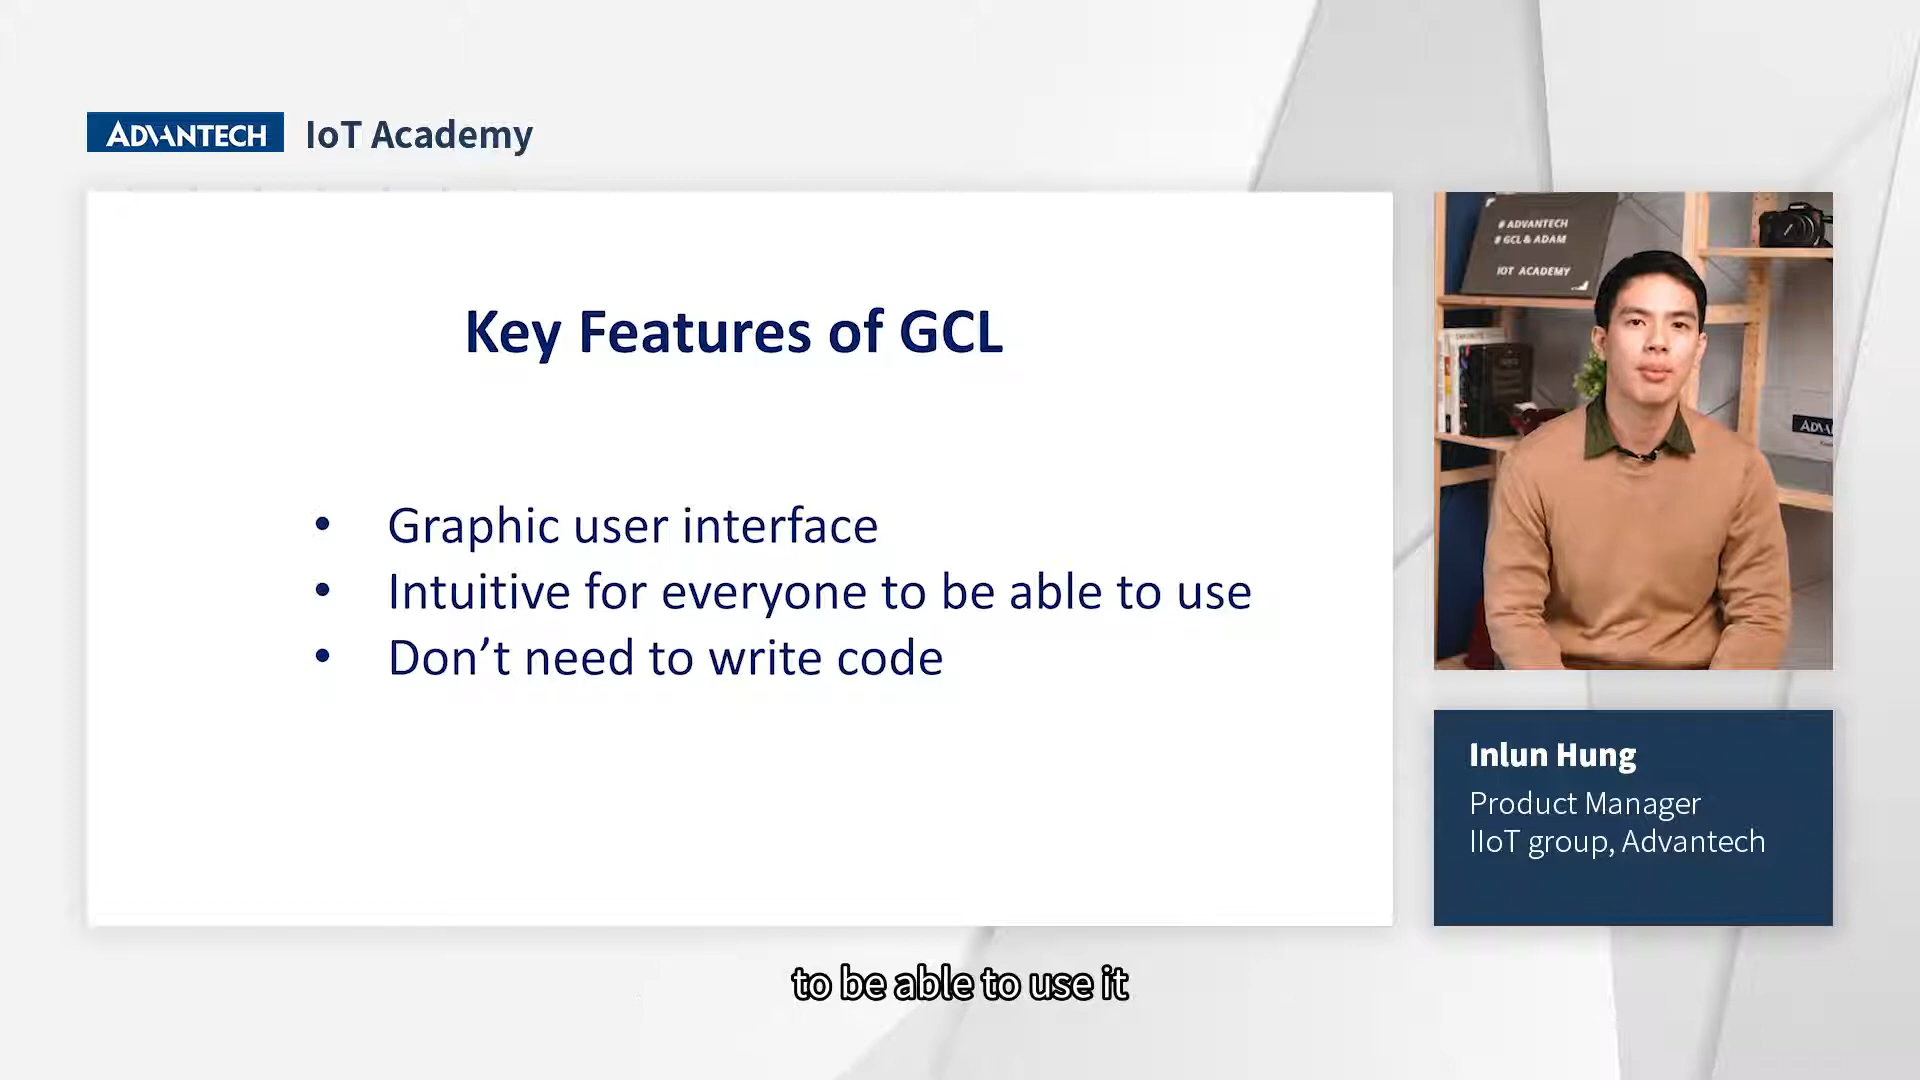 ADVANTECH IoT Academy
Key Features of GCL
• Graphic user interface
• Intuitive for everyone to be able to use
• Don’t need to write code
# ADVANTECH
# GCL & ADAM
IOT ACADEMY
Inlun Hung
Product Manager
IIoT group, Advantech
to be able to use it